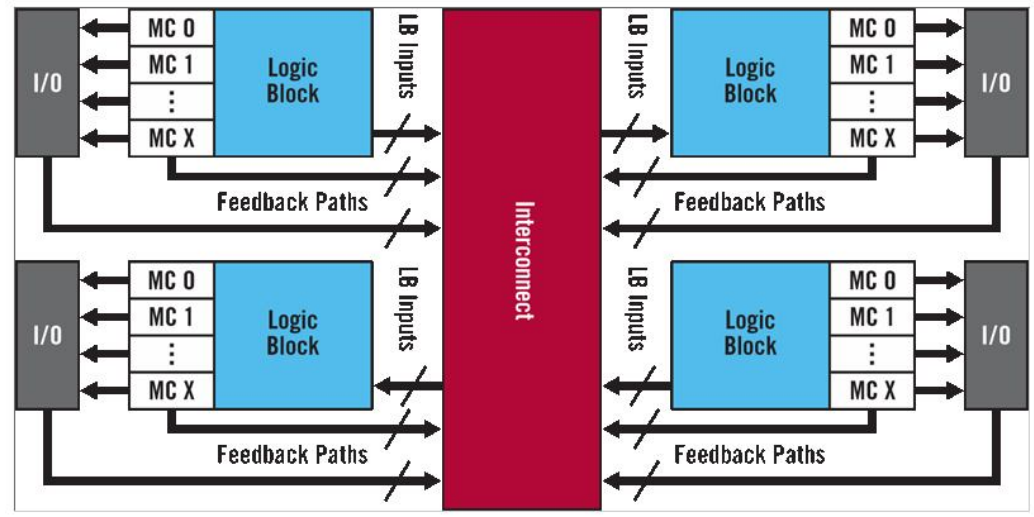 I/O
MC 0
MC 1
⋮
MC X
Logic
Block
LB Inputs
Feedback Paths
Interconnect
LB Inputs
Logic
Block
MC 0
MC 1
⋮
MC X
I/O
Feedback Paths
I/O
MC 0
MC 1
⋮
MC X
Logic
Block
LB Inputs
Feedback Paths
LB Inputs
Logic
Block
MC 0
MC 1
⋮
MC X
I/O
Feedback Paths